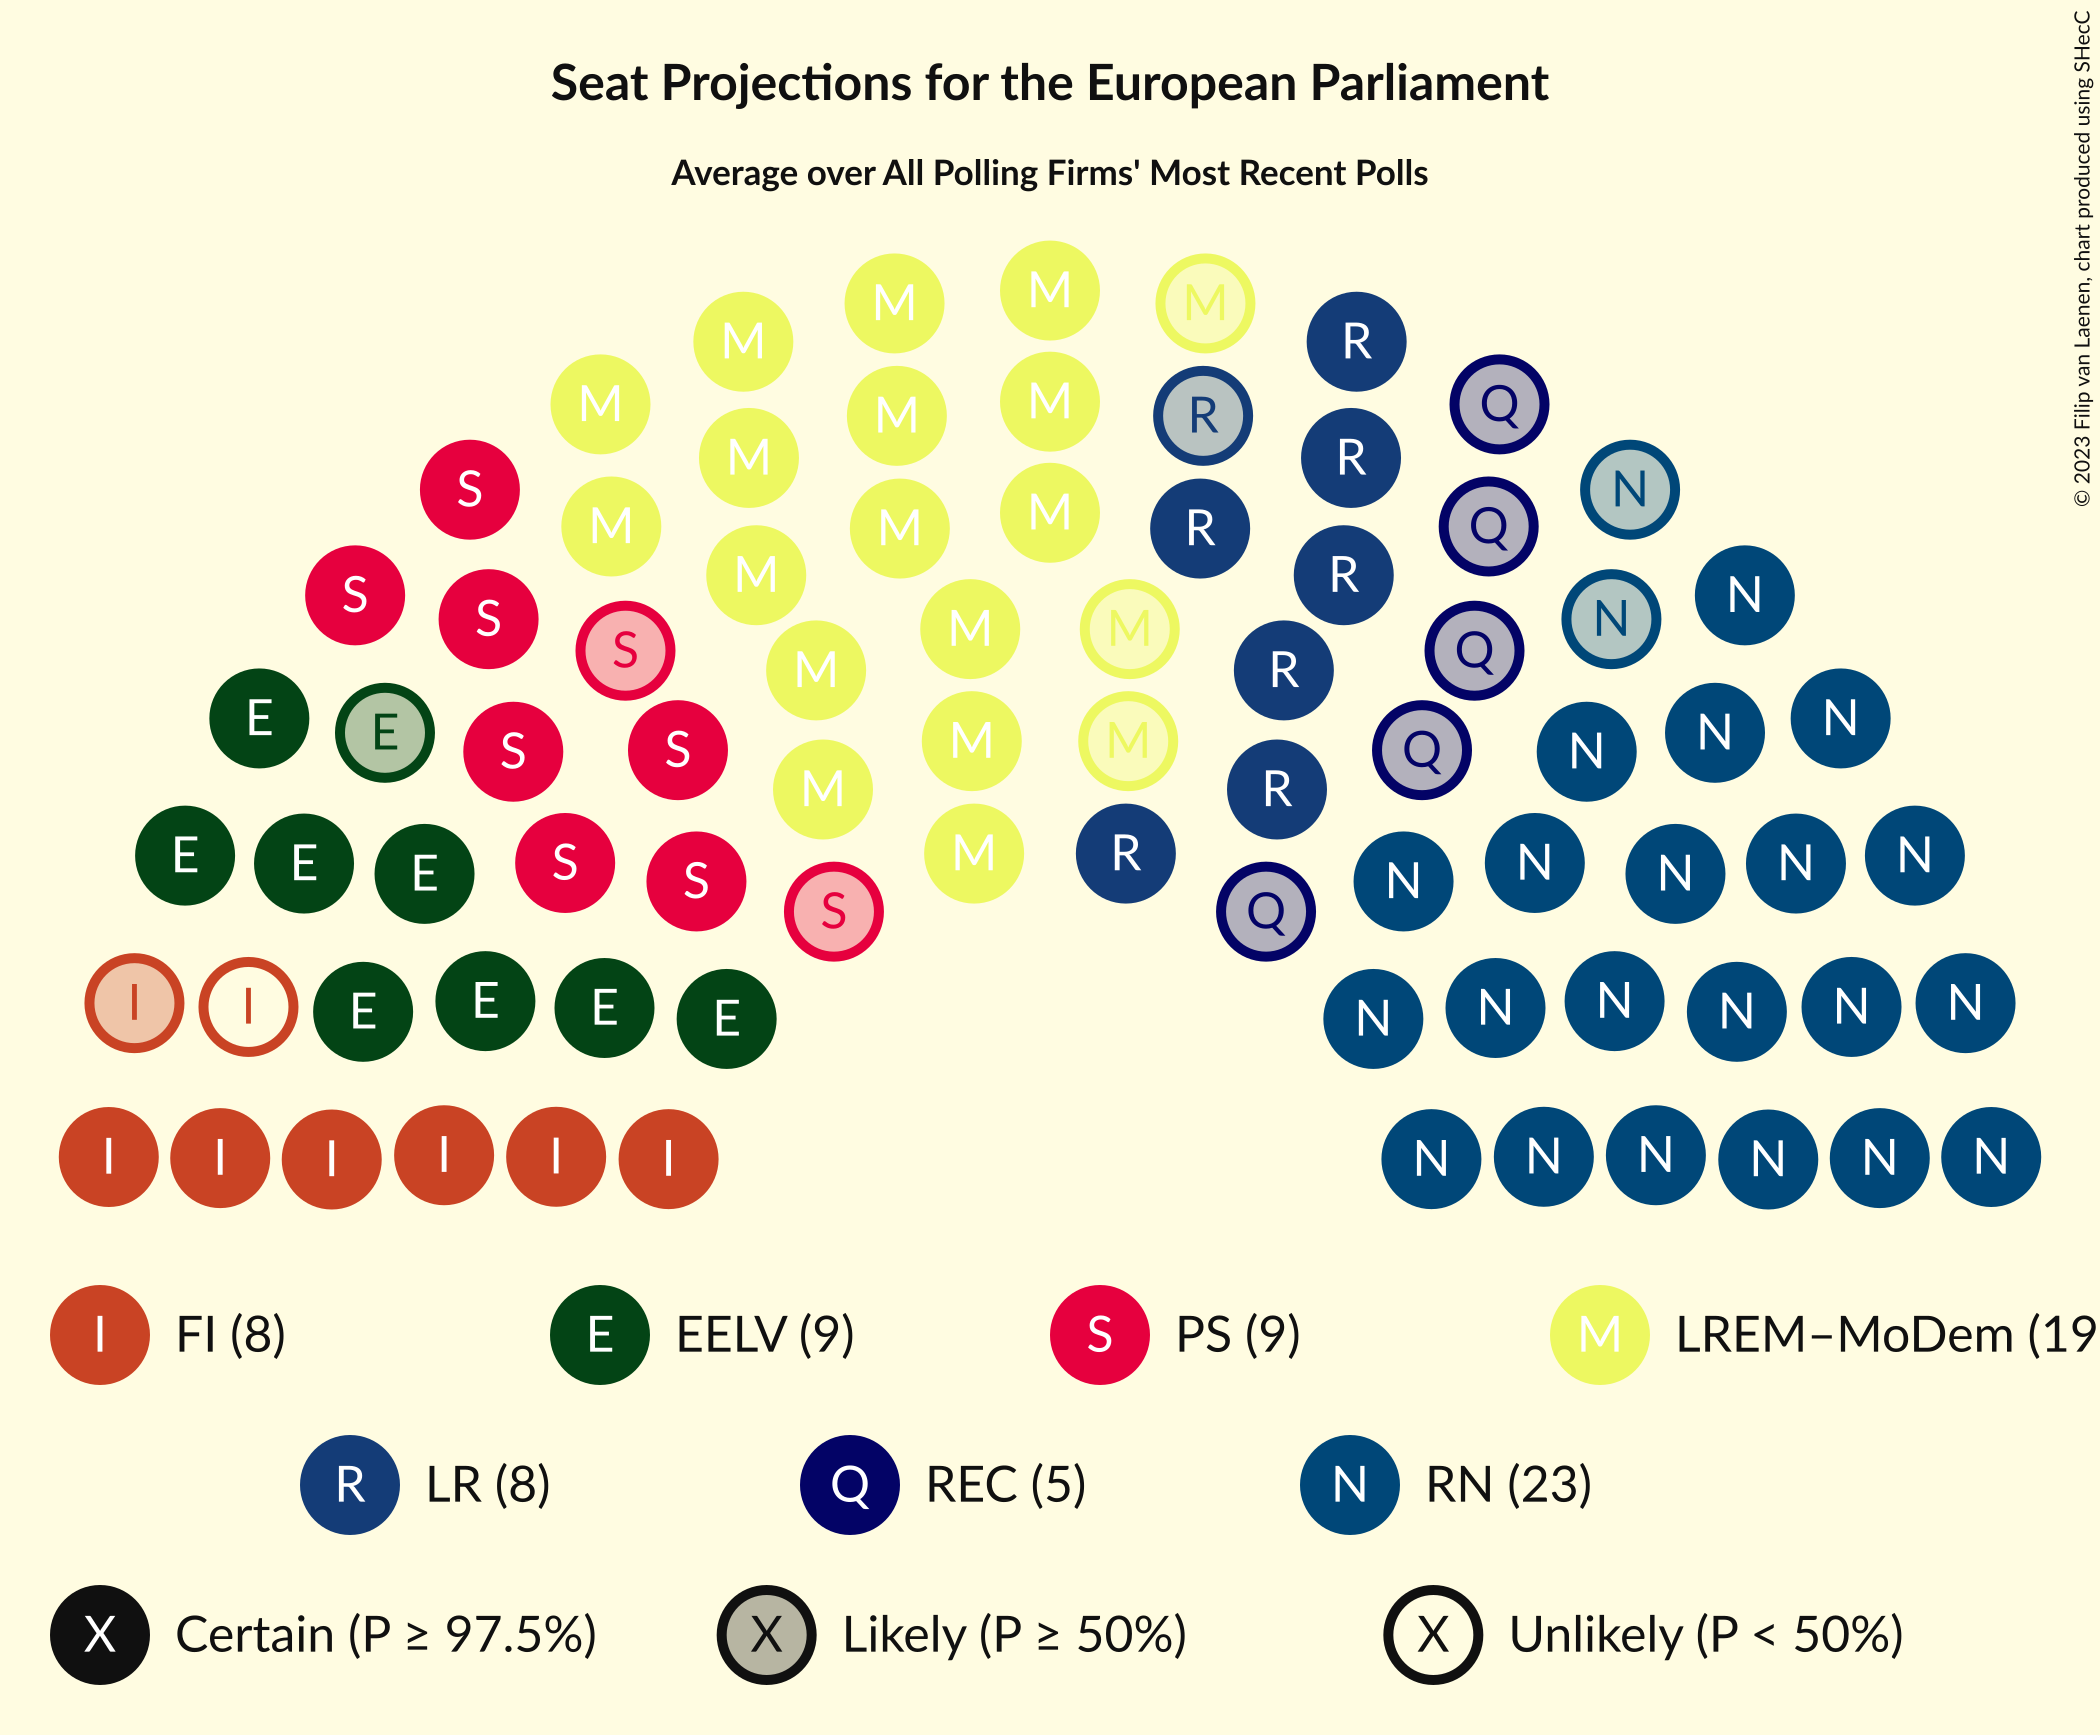 Seat Projections for the European Parliament
Average over All Polling Firms' Most Recent Polls
© 2023 Filip van Laenen, chart produced using SHecC
M M M M
M R
M M R Q
M M R Q
S M N
M M R
M M R Q
S S M R N N
S M M Q
M R
E E S S M M Q N N N
M R
E E E S S S M R Q N N N N N
I I E E E E N N N N N N
I I I I I I N N N N N N
I FI (8) E EELV (9) S PS (9) M LREM–MoDem (19
R LR (8) Q REC (5) N RN (23)
X Certain (P ≥ 97.5%) X Likely (P ≥ 50%) X Unlikely (P < 50%)